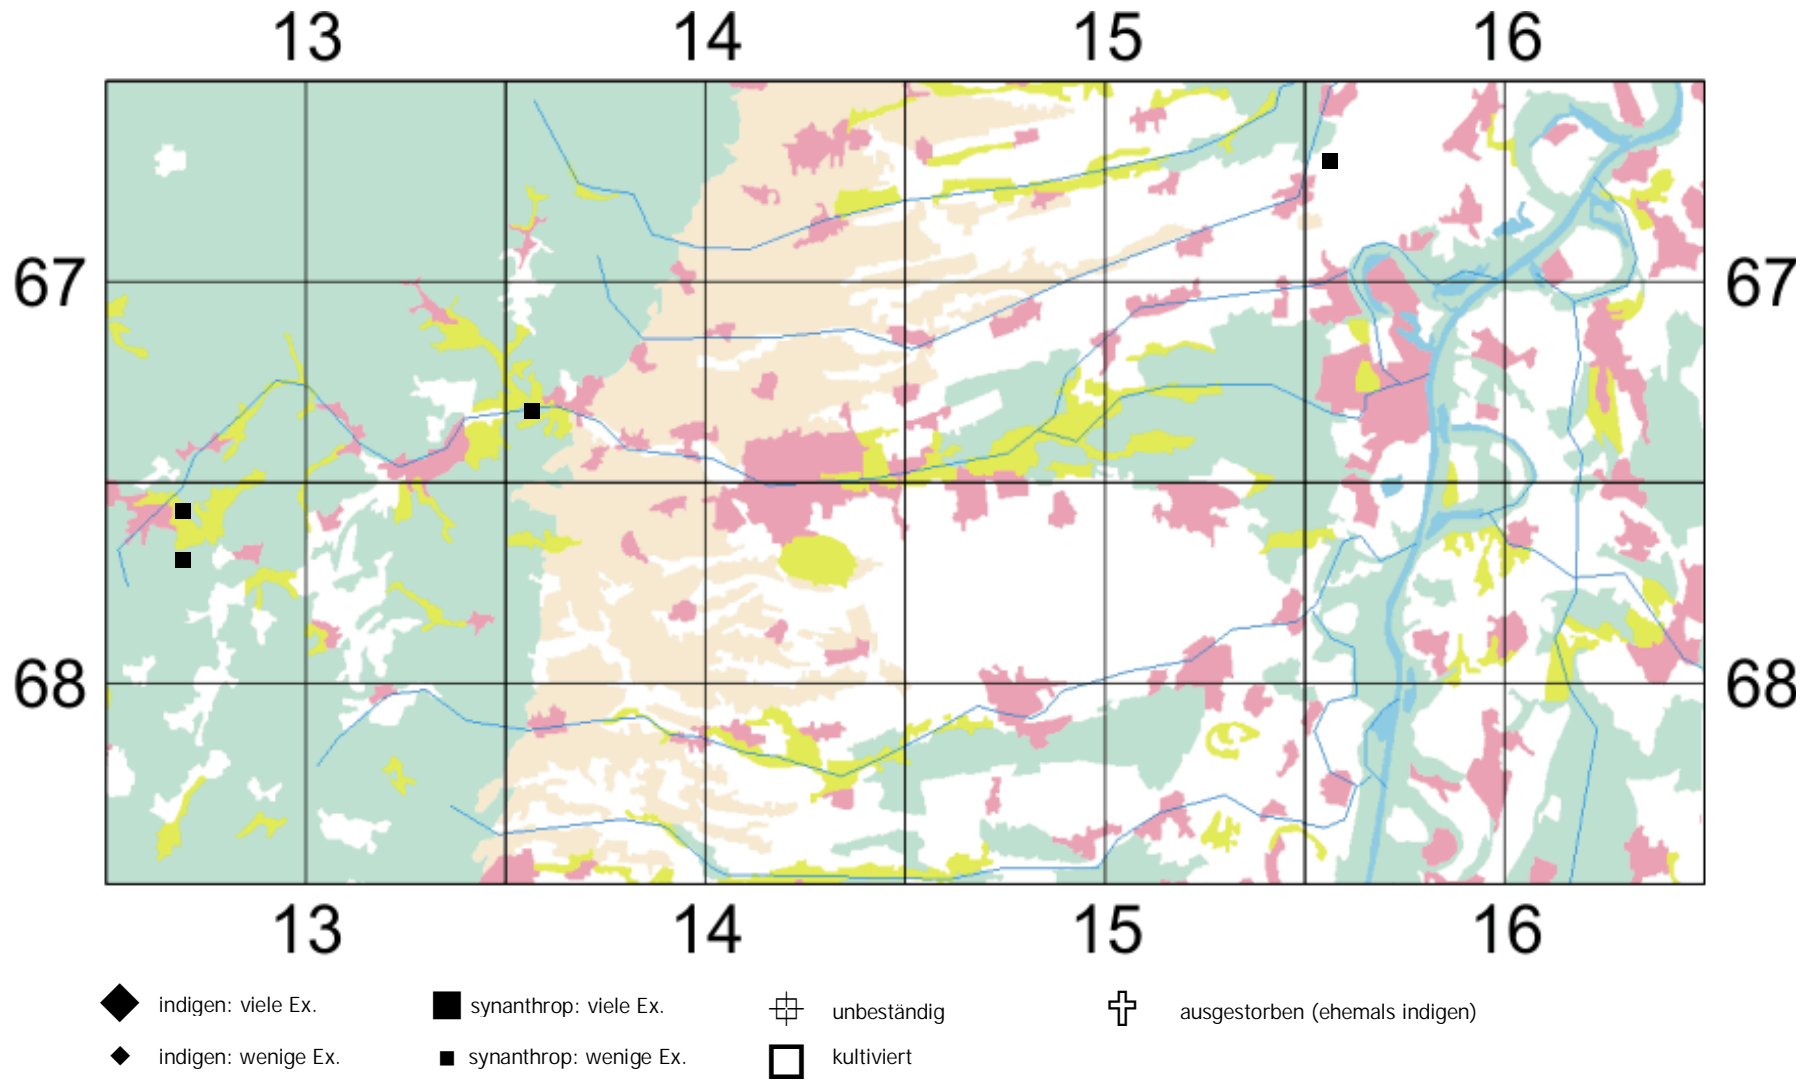 13 14 15 16
67 67
68 68
13 14 15 16
indigen: viele Ex. synanthrop: viele Ex. unbeständig ausgestorben (ehemals indigen)
indigen: wenige Ex. synanthrop: wenige Ex. kultiviert